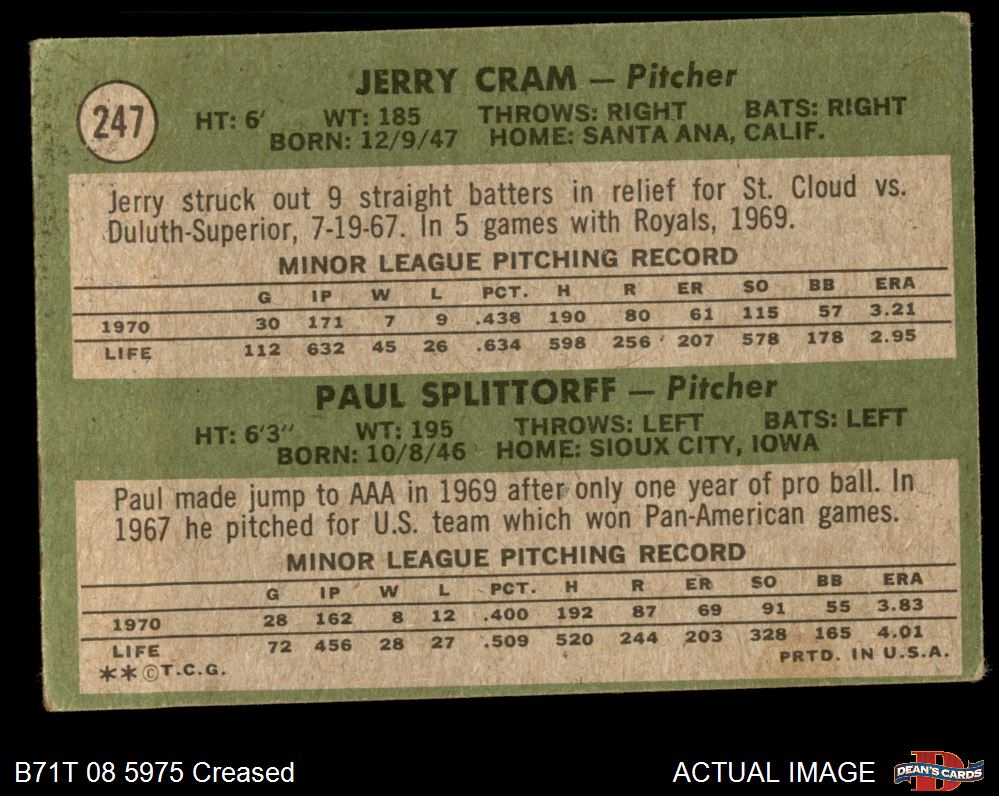 247
JERRY CRAM — Pitcher
HT: 6' WT: 185 THROWS: RIGHT BATS: RIGHT
BORN: 12/9/47 HOME: SANTA ANA, CALIF.
Jerry struck out 9 straight batters in relief for St. Cloud vs.
Duluth-Superior, 7-19-67. In 5 games with Royals, 1969.
MINOR LEAGUE PITCHING RECORD
G IP W L PCT. H R ER SO BB ERA
1970 30 171 7 9 .438 190 80 61 115 57 3.21
LIFE 112 632 45 26 .634 598 256 207 578 178 2.95
PAUL SPLITTORFF — Pitcher
HT: 6'3" WT: 195 THROWS: LEFT BATS: LEFT
BORN: 10/8/46 HOME: SIOUX CITY, IOWA
Paul made jump to AAA in 1969 after only one year of pro ball. In
1967 he pitched for U.S. team which won Pan-American games.
MINOR LEAGUE PITCHING RECORD
G IP W L PCT. H R ER SO BB ERA
1970 28 162 8 12 .400 192 87 69 91 55 3.83
LIFE 72 456 28 27 .509 520 244 203 328 165 4.01
**©T.C.G. PRTD. IN U.S.A.
B71T 08 5975 Creased ACTUAL IMAGE DEAN'S CARDS